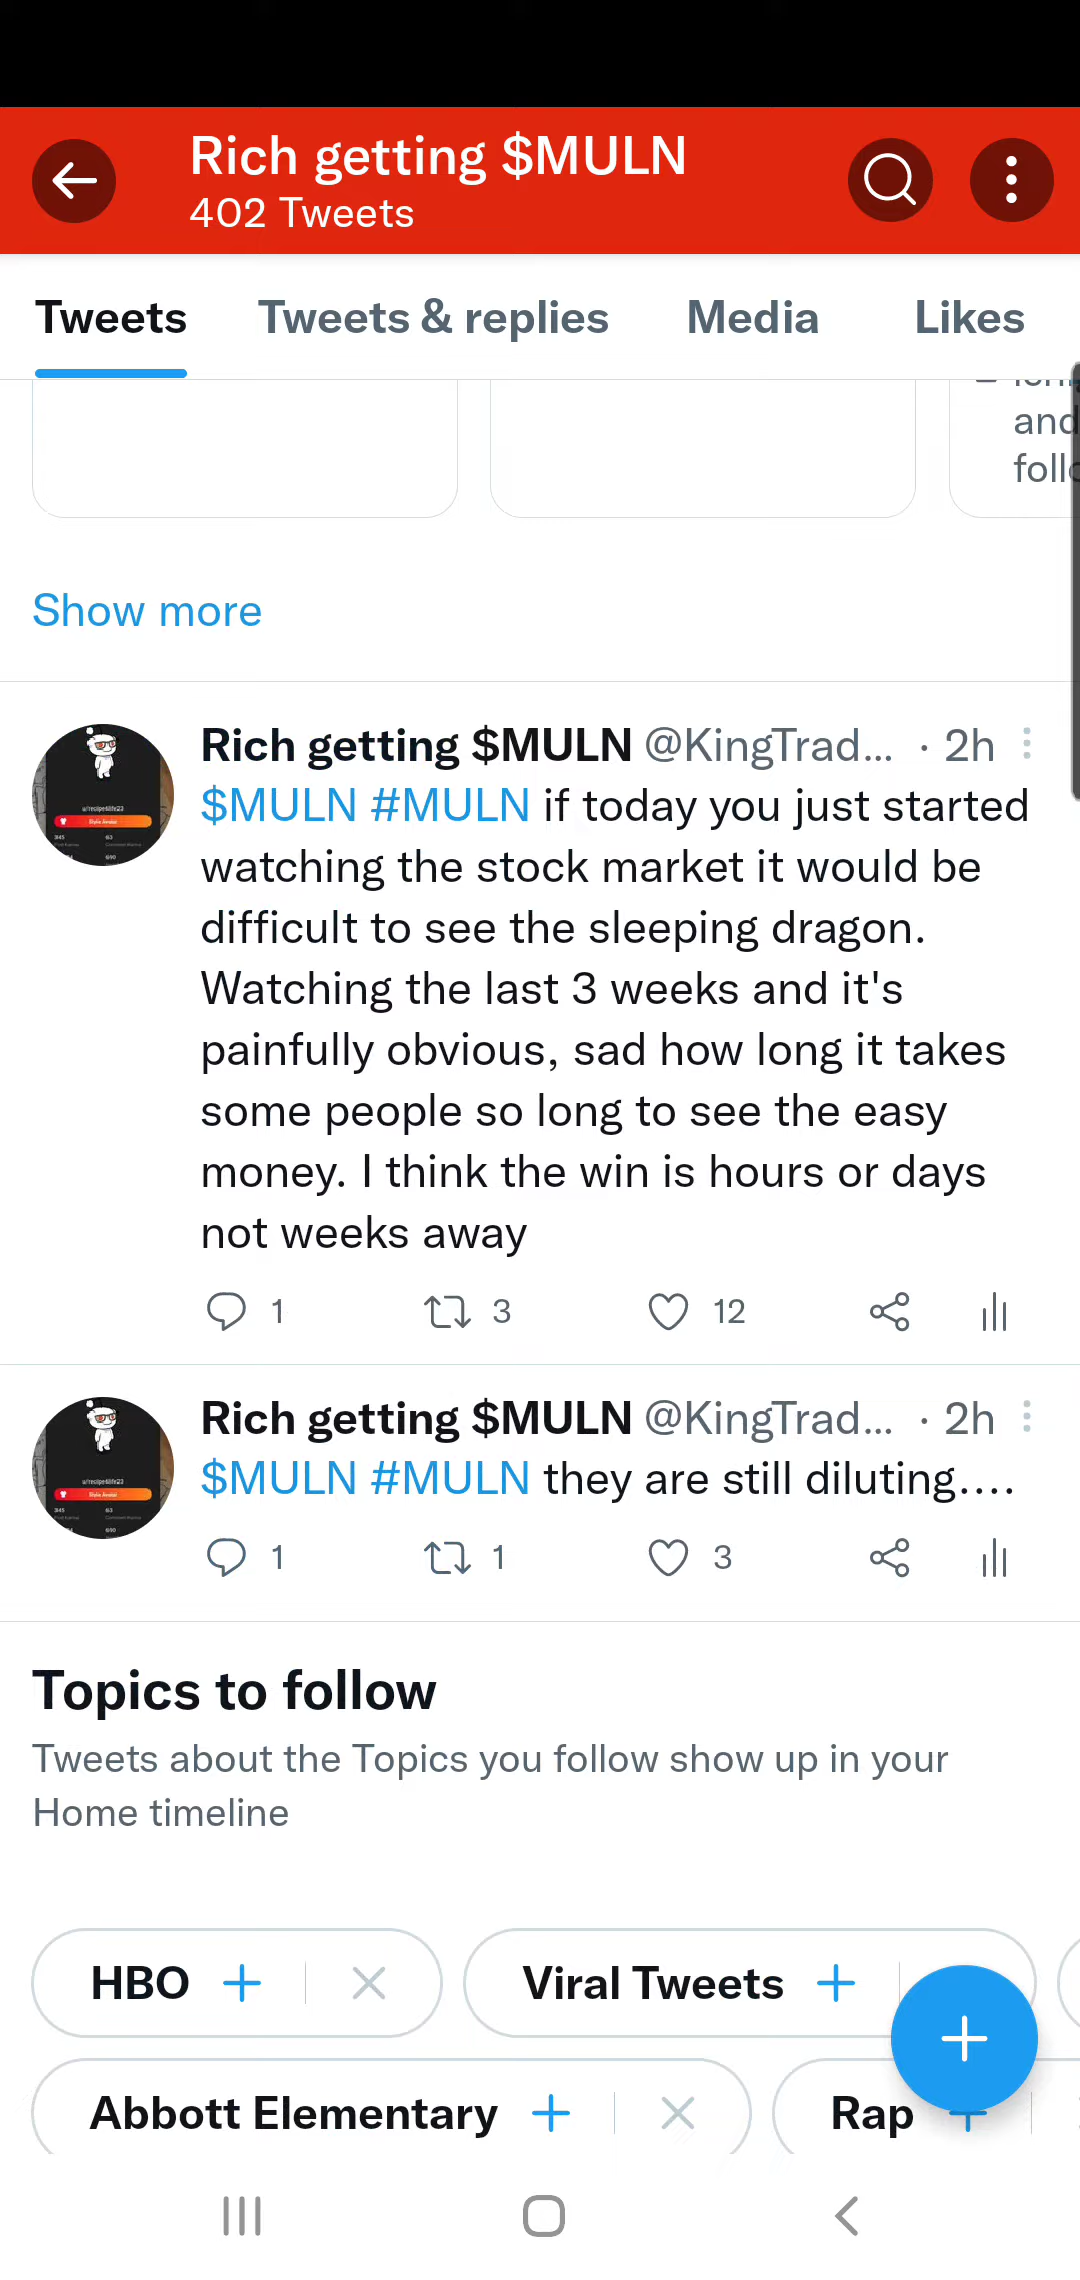 Rich getting $MULN
402 Tweets
Tweets Tweets & replies Media Likes
and
Show more
Rich getting $MULN @KingTrad... · 2h
$MULN #MULN if today you just started
watching the stock market it would be
difficult to see the sleeping dragon.
Watching the last 3 weeks and it's
painfully obvious, sad how long it takes
some people so long to see the easy
money. I think the win is hours or days
not weeks away
1 3 12
Rich getting $MULN @KingTrad... · 2h
$MULN #MULN they are still diluting....
1 1 3
Topics to follow
Tweets about the Topics you follow show up in your
Home timeline
HBO Viral Tweets
Abbott Elementary Rap